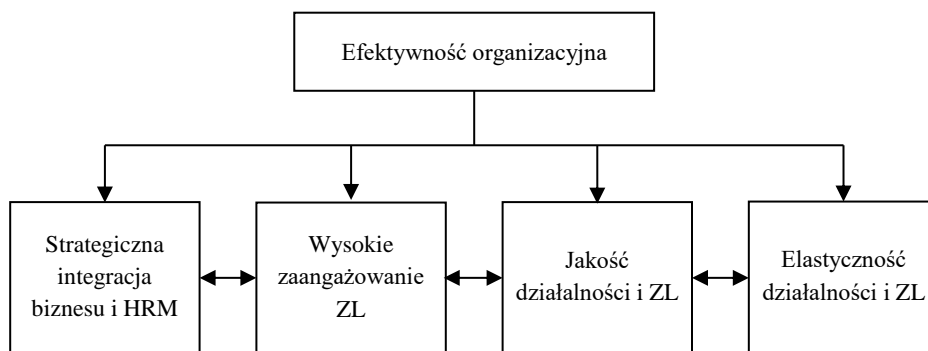 Efektywność organizacyjna
Strategiczna
integracja
biznesu i HRM
Wysokie
zaangażowanie
ZL
Jakość
działalności i ZL
Elastyczność
działalności i ZL